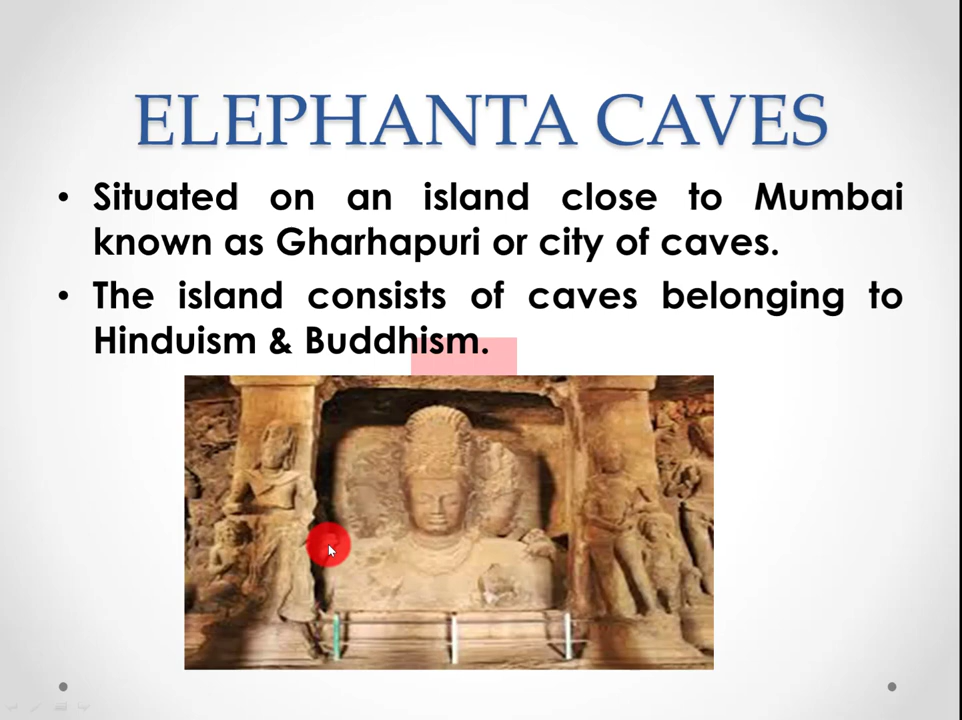 ELEPHANTA CAVES
• Situated on an island close to Mumbai
known as Gharhapuri or city of caves.
• The island consists of caves belonging to
Hinduism & Buddhism.